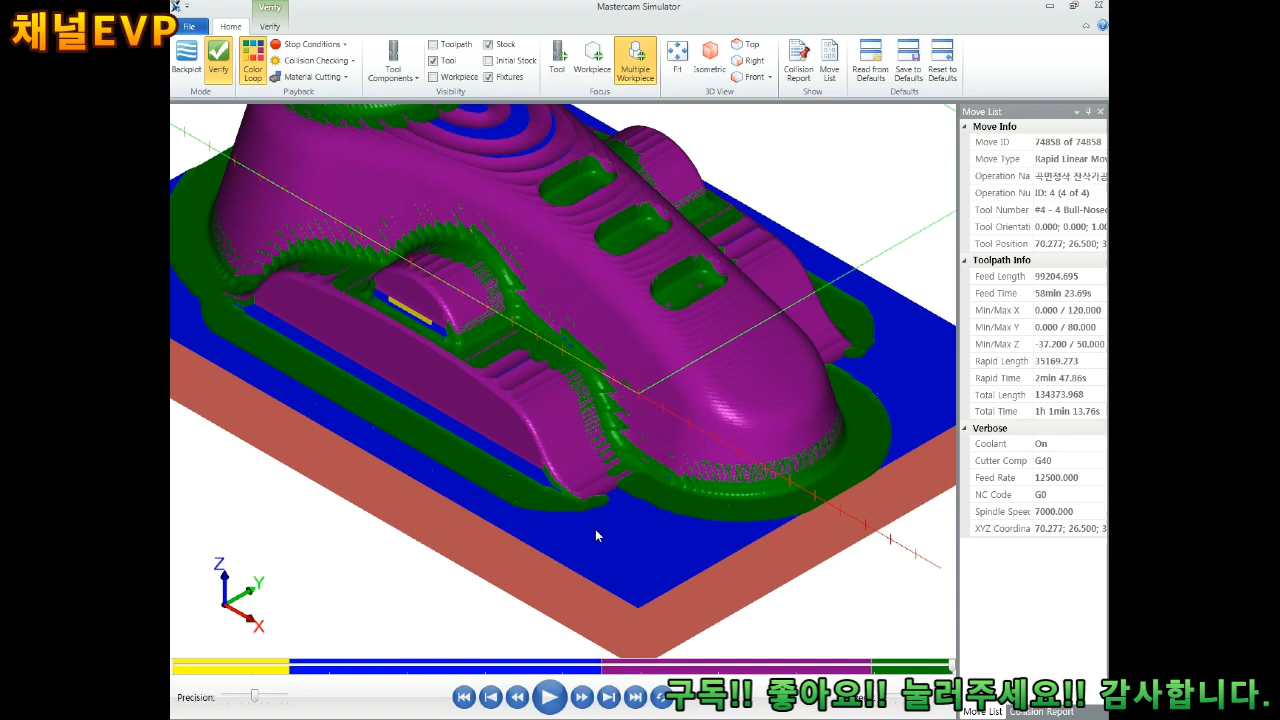 채널EVP
Verify
Mastercam Simulator
File
Home
Verify
Backplot
Verify
Mode
Color
Loop
Stop Conditions
Collision Checking
Material Cutting
Playback
Tool
Components
Toolpath
Tool
Workpiece
Stock
Initial Stock
Fixtures
Visibility
Tool
Workpiece
Multiple
Workpiece
Focus
Fit
Isometric
Top
Right
Front
3D View
Collision
Report
Move
List
Show
Read from
Defaults
Save to
Defaults
Reset to
Defaults
Defaults
Move List
Move Info
Move ID 74858 of 74858
Move Type Rapid Linear Mov
Operation Na 곡면정삭 잔삭가공
Operation Nu ID: 4 (4 of 4)
Tool Number #4 - 4 Bull-Nosed
Tool Orientati 0.000; 0.000; 1.00
Tool Position 70.277; 26.500; 3
Toolpath Info
Feed Length 99204.695
Feed Time 58min 23.69s
Min/Max X 0.000 / 120.000
Min/Max Y 0.000 / 80.000
Min/Max Z -37.200 / 50.000
Rapid Length 35169.273
Rapid Time 2min 47.86s
Total Length 134373.968
Total Time 1h 1min 13.76s
Verbose
Coolant On
Cutter Comp G40
Feed Rate 12500.000
NC Code G0
Spindle Speed 7000.000
XYZ Coordina 70.277; 26.500; 3
Z
Y
X
Precision:
구독!! 좋아요!! 눌러주세요!! 감사합니다.
Move List
Collision Report